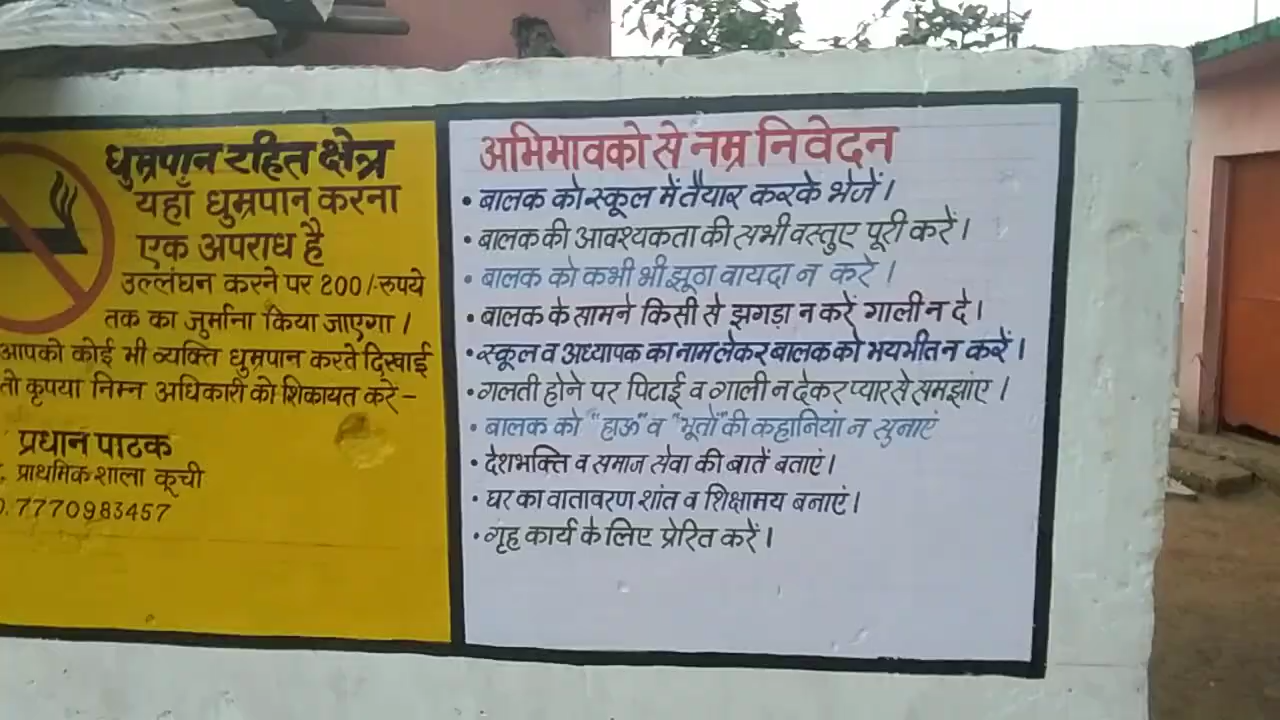 धुम्रपान रहित क्षेत्र
यहाँ धुम्रपान करना
एक अपराध है
उल्लंघन करने पर 200/-रुपये
तक का जुर्माना किया जाएगा।
आपको कोई भी व्यक्ति धुम्रपान करते दिखाई
तो कृपया निम्न अधिकारी को शिकायत करे-
प्रधान पाठक
प्राथमिक शाला कूची
7770983457
अभिभावको से नम्र निवेदन
• बालक को स्कूल में तैयार करके भेजें।
• बालक की आवश्यकता की सभी वस्तुए पूरी करें।
• बालक को कभी भी झूठा वायदा न करे।
• बालक के सामने किसी से झगड़ा न करें गाली न दे।
• स्कूल व अध्यापक का नाम लेकर बालक को भयभीत न करें।
• गलती होने पर पिटाई व गाली न देकर प्यार से समझांए।
• बालक को "हाऊ" व "भूतों" की कहानियां न सुनाएं
• देशभक्ति व समाज सेवा की बातें बताएं।
• घर का वातावरण शांत व शिक्षामय बनाएं।
• गृह कार्य के लिए प्रेरित करें।